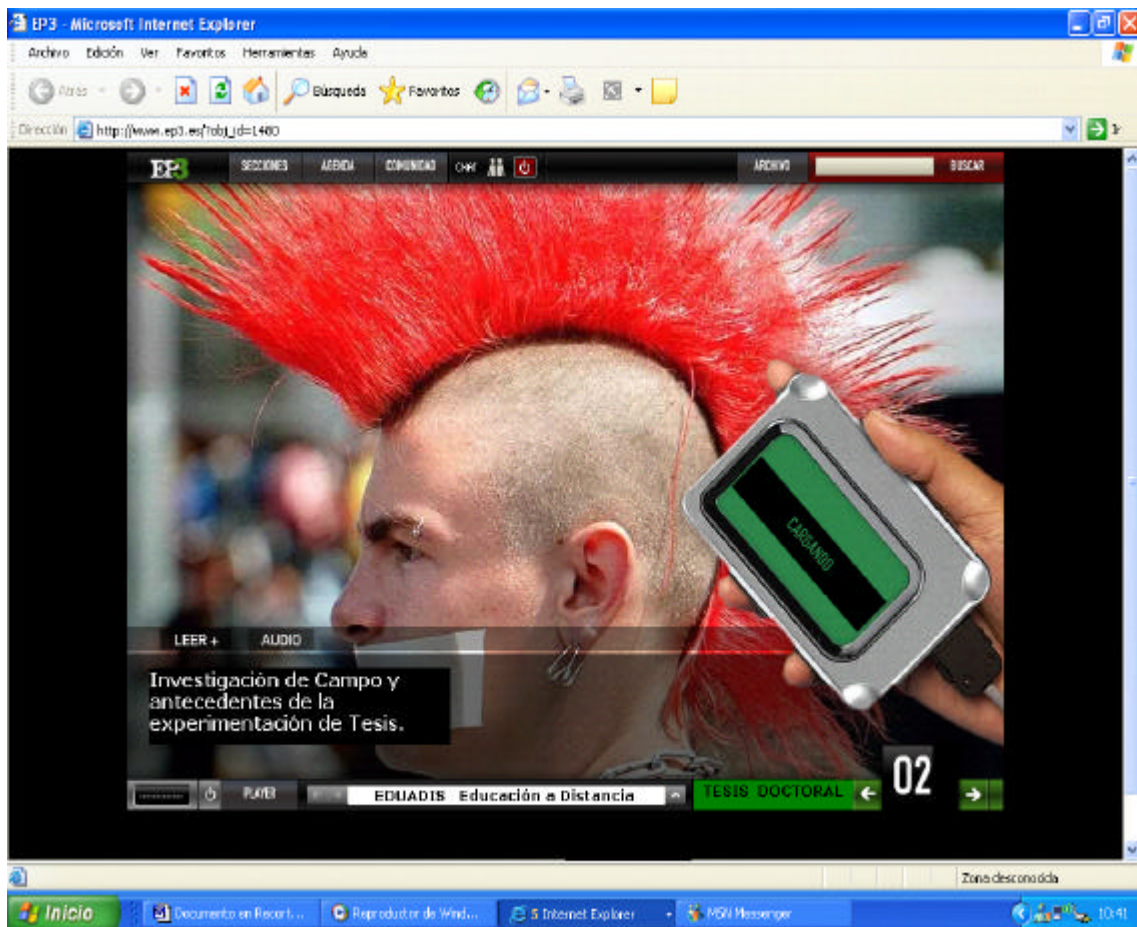 EP3 - Microsoft Internet Explorer
Archivo Edición Ver Favoritos Herramientas Ayuda
Atrás Búsqueda Favoritos
Dirección http://www.ep3.es/?obj_id=1480 Ir
EP3 SECCIONES AGENDA COMUNIDAD CHAT ARCHIVO BUSCAR
CARGANDO
LEER + AUDIO
Investigación de Campo y
antecedentes de la
experimentación de Tesis.
02
PLAYER EDUADIS Educación a Distancia TESIS DOCTORAL
Zona desconocida
Inicio Documento en Recort... Reproductor de Wind... 5 Internet Explorer MSN Messenger 10:41